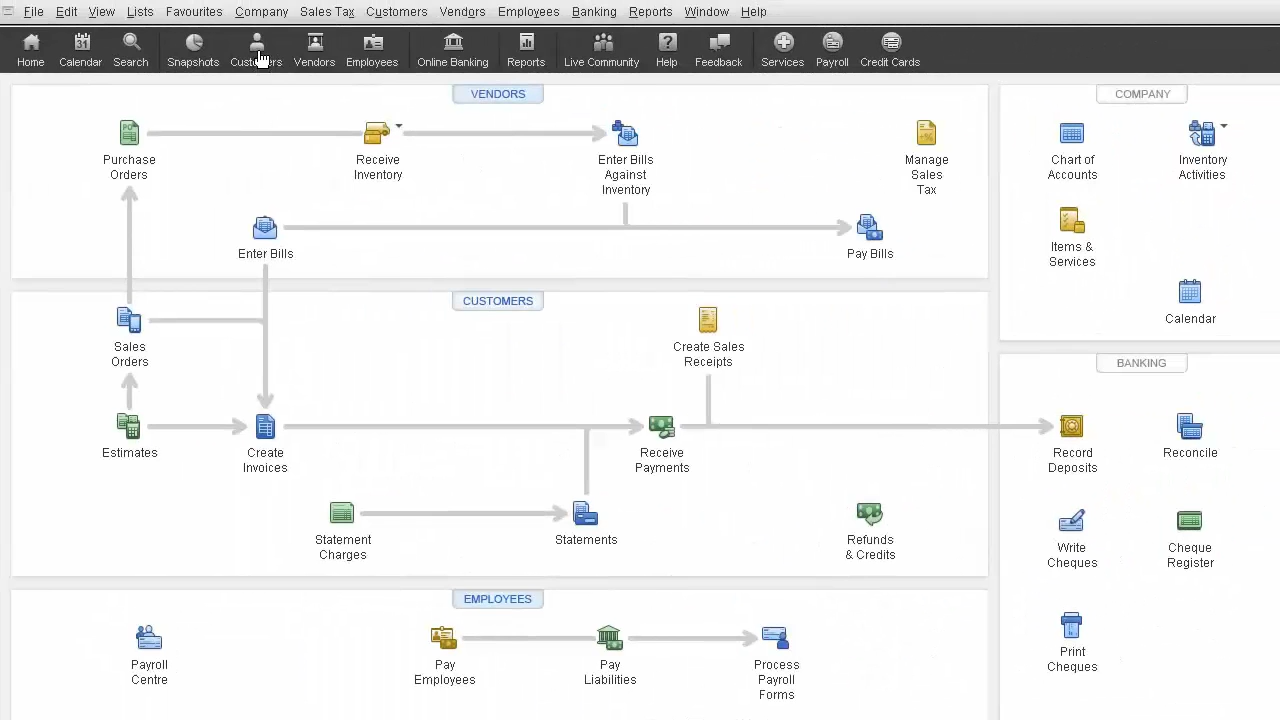 File Edit View Lists Favourites Company Sales Tax Customers Vendors Employees Banking Reports Window Help
31
Home Calendar Search Snapshots Customers Vendors Employees Online Banking Reports Live Community Help Feedback Services Payroll Credit Cards
VENDORS
Purchase
Orders
Receive
Inventory
Enter Bills
Against
Inventory
Manage
Sales
Tax
Enter Bills
Pay Bills
CUSTOMERS
Sales
Orders
Create Sales
Receipts
Estimates
Create
Invoices
Receive
Payments
Statement
Charges
Statements
Refunds
& Credits
EMPLOYEES
Payroll
Centre
Pay
Employees
Pay
Liabilities
Process
Payroll
Forms
COMPANY
Chart of
Accounts
Inventory
Activities
Items &
Services
Calendar
BANKING
Record
Deposits
Reconcile
Write
Cheques
Cheque
Register
Print
Cheques